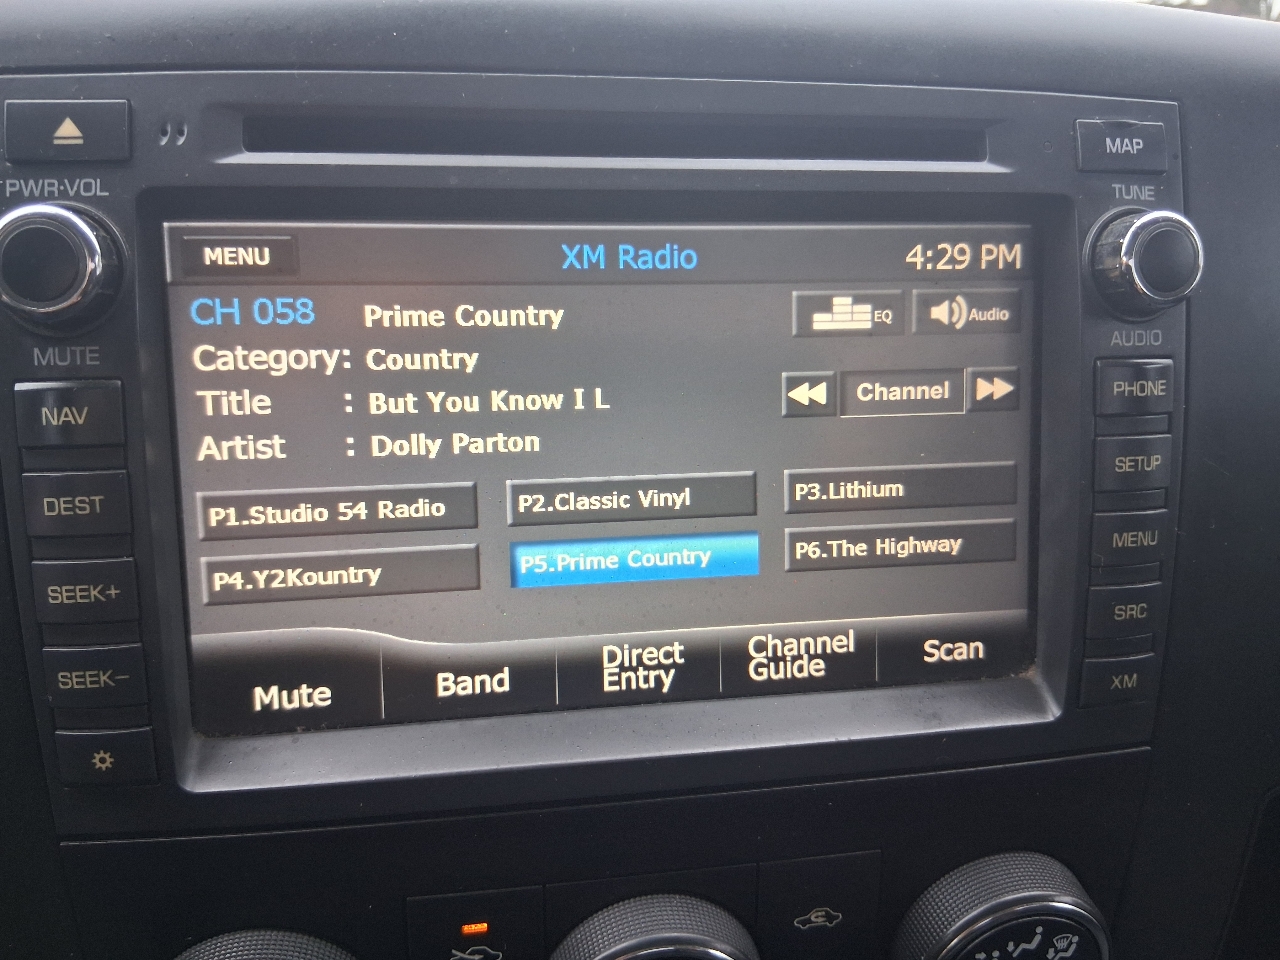 MAP
PWR·VOL
TUNE
MENU
XM Radio
4:29 PM
CH 058
Prime Country
EQ
Audio
MUTE
AUDIO
Category: Country
NAV
Title : But You Know I L
Channel
PHONE
Artist : Dolly Parton
SETUP
DEST
P1.Studio 54 Radio
P2.Classic Vinyl
P3.Lithium
MENU
SEEK+
P4.Y2Kountry
P5.Prime Country
P6.The Highway
SRC
SEEK−
Mute
Band
Direct
Entry
Channel
Guide
Scan
XM